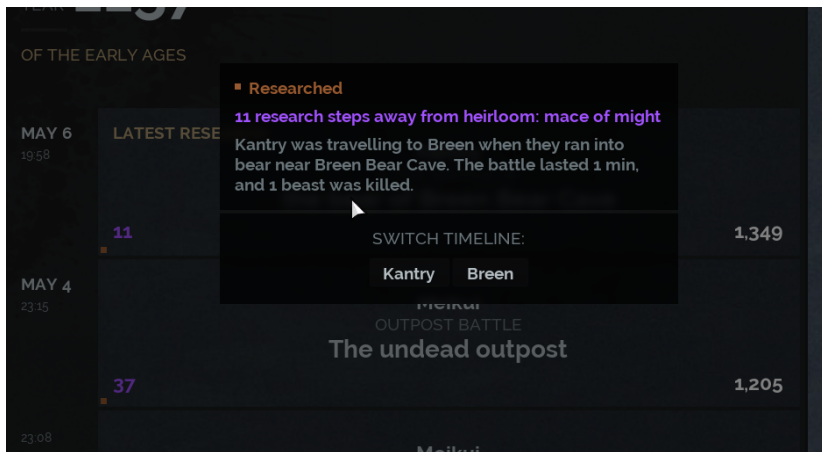 YEAR
OF THE EARLY AGES
Researched
11 research steps away from heirloom: mace of might
MAY 6
LATEST RESE
19:58
Kantry was travelling to Breen when they ran into
bear near Breen Bear Cave. The battle lasted 1 min,
and 1 beast was killed.
11
SWITCH TIMELINE:
1,349
Kantry
Breen
MAY 4
23:15
Meikui
OUTPOST BATTLE
The undead outpost
37
1,205
23:08
Meikui